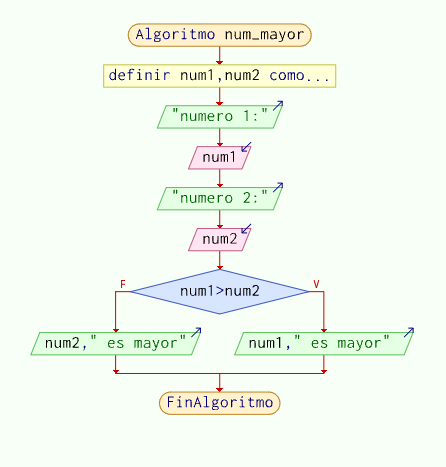 Algoritmo num_mayor
definir num1,num2 como...
"numero 1:"
num1
"numero 2:"
num2
F
V
num1>num2
num2," es mayor"
num1," es mayor"
FinAlgoritmo